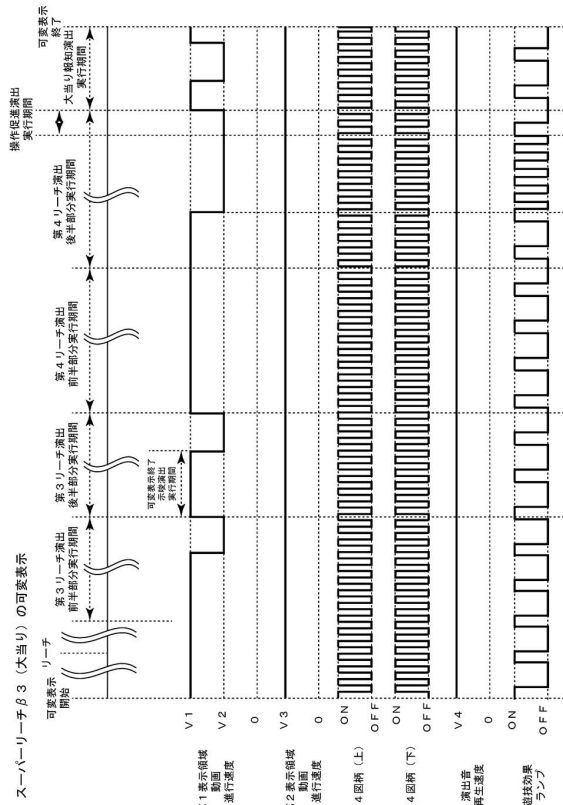 スーパーリーチβ3（大当り）の可変表示
可変表示
開始
リーチ
第3リーチ演出
前半部分実行期間
第3リーチ演出
後半部分実行期間
可変表示終了
示唆演出
実行期間
第4リーチ演出
前半部分実行期間
第4リーチ演出
後半部分実行期間
操作促進演出
実行期間
大当り報知演出
実行期間
可変表示
終了
1表示領域
動画
進行速度
V1
V2
0
2表示領域
動画
進行速度
V3
0
4図柄（上）
ON
OFF
4図柄（下）
ON
OFF
演出音
再生速度
V4
0
遊技効果
ランプ
ON
OFF